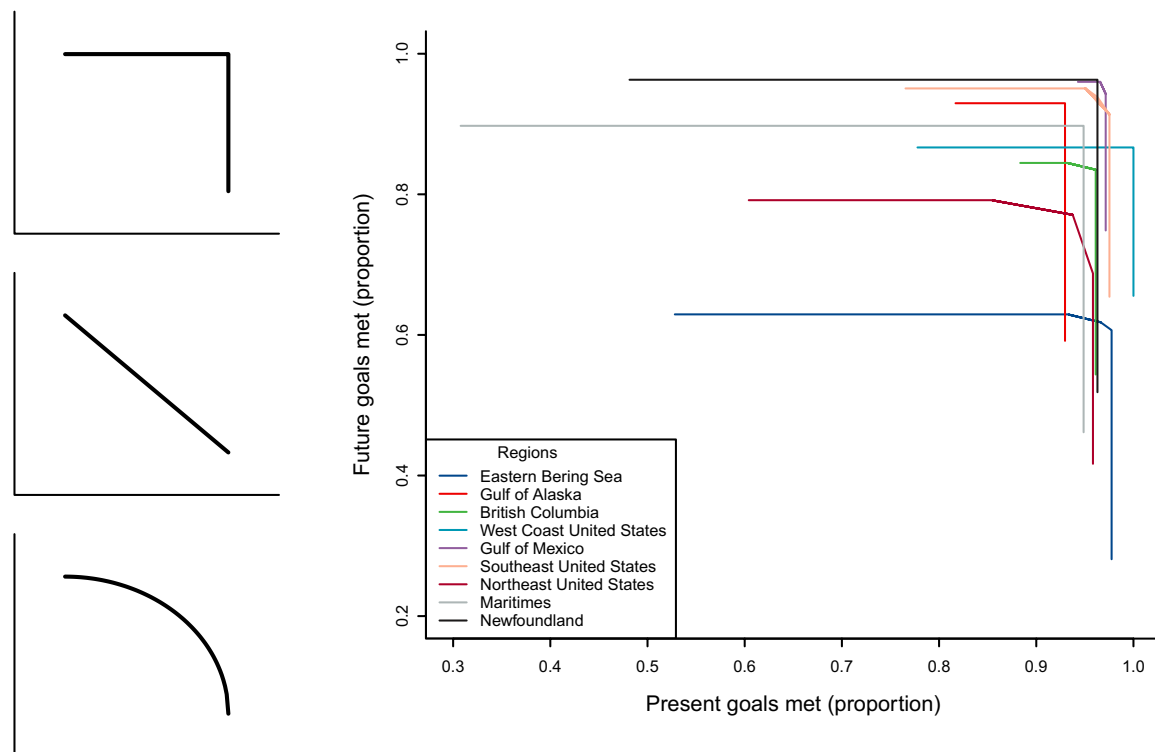 Future goals met (proportion)
1.0
0.8
0.6
0.4
0.2
Regions
Eastern Bering Sea
Gulf of Alaska
British Columbia
West Coast United States
Gulf of Mexico
Southeast United States
Northeast United States
Maritimes
Newfoundland
0.3 0.4 0.5 0.6 0.7 0.8 0.9 1.0
Present goals met (proportion)